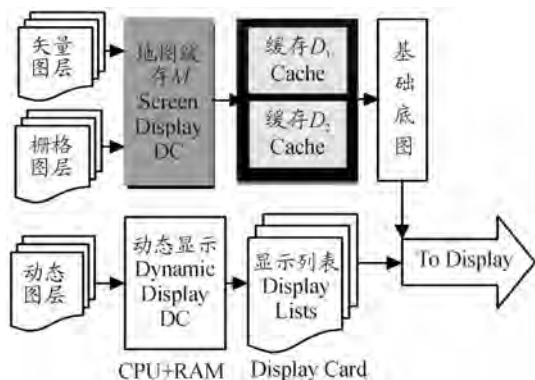 矢量
图层
栅格
图层
地图缓
存M
Screen
Display
DC
缓存D₁
Cache
缓存D₂
Cache
基
础
底
图
动态
图层
动态显示
Dynamic
Display
DC
显示列表
Display
Lists
To Display
CPU+RAM
Display Card